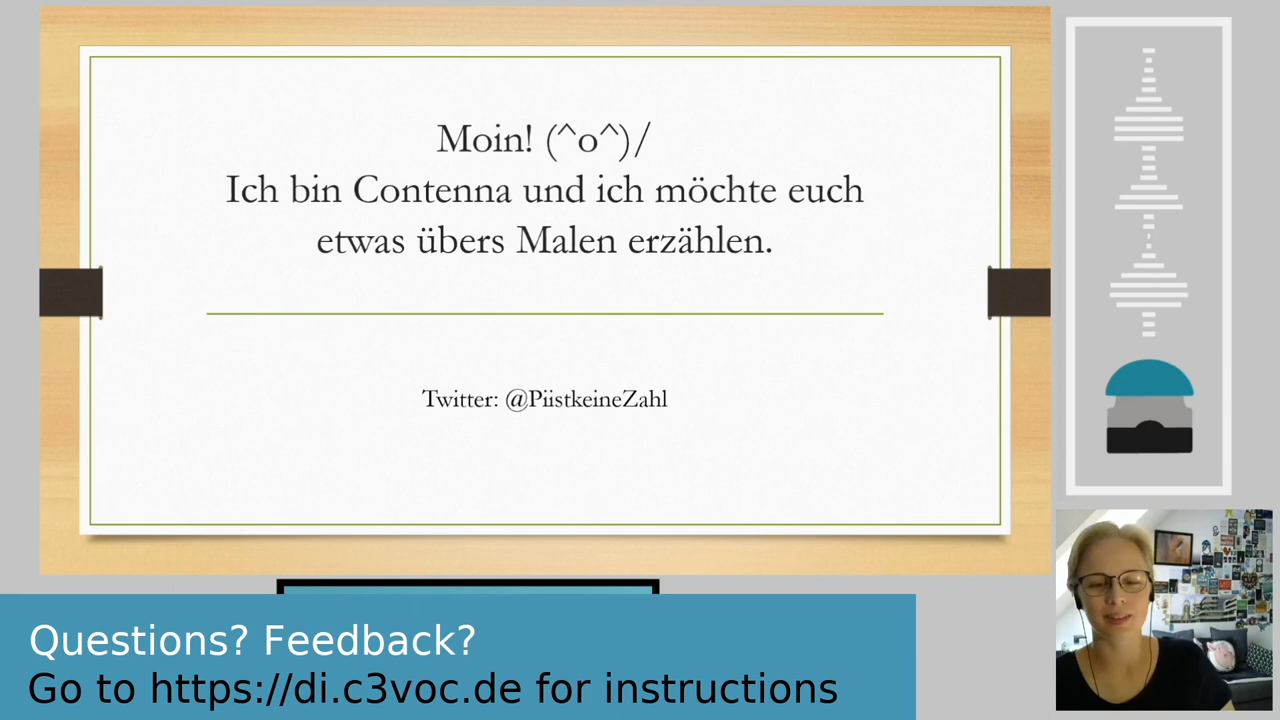 Moin! (^o^)/
Ich bin Contenna und ich möchte euch
etwas übers Malen erzählen.
Twitter: @PiistkeineZahl
Questions? Feedback?
Go to https://di.c3voc.de for instructions